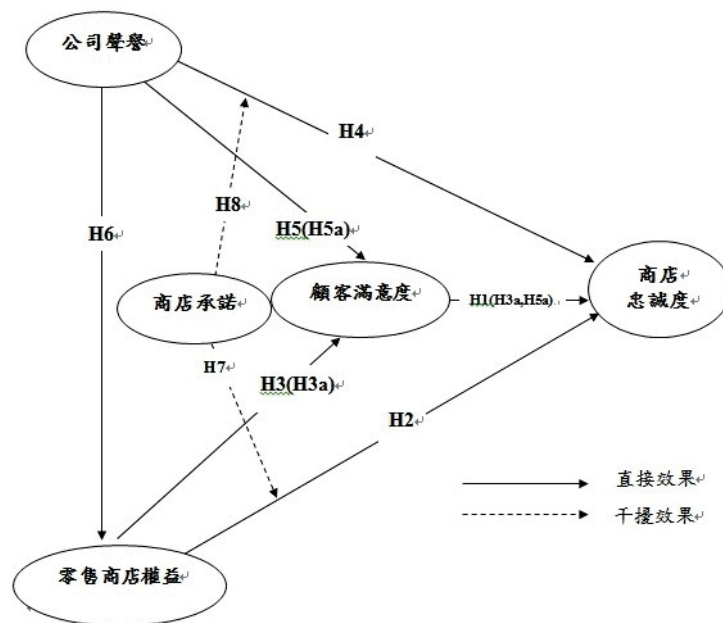 公司聲譽
H4
H8
H6
H5(H5a)
商店承諾
顧客滿意度
H1(H3a,H5a)
商店
忠誠度
H7
H3(H3a)
H2
直接效果
干擾效果
零售商店權益